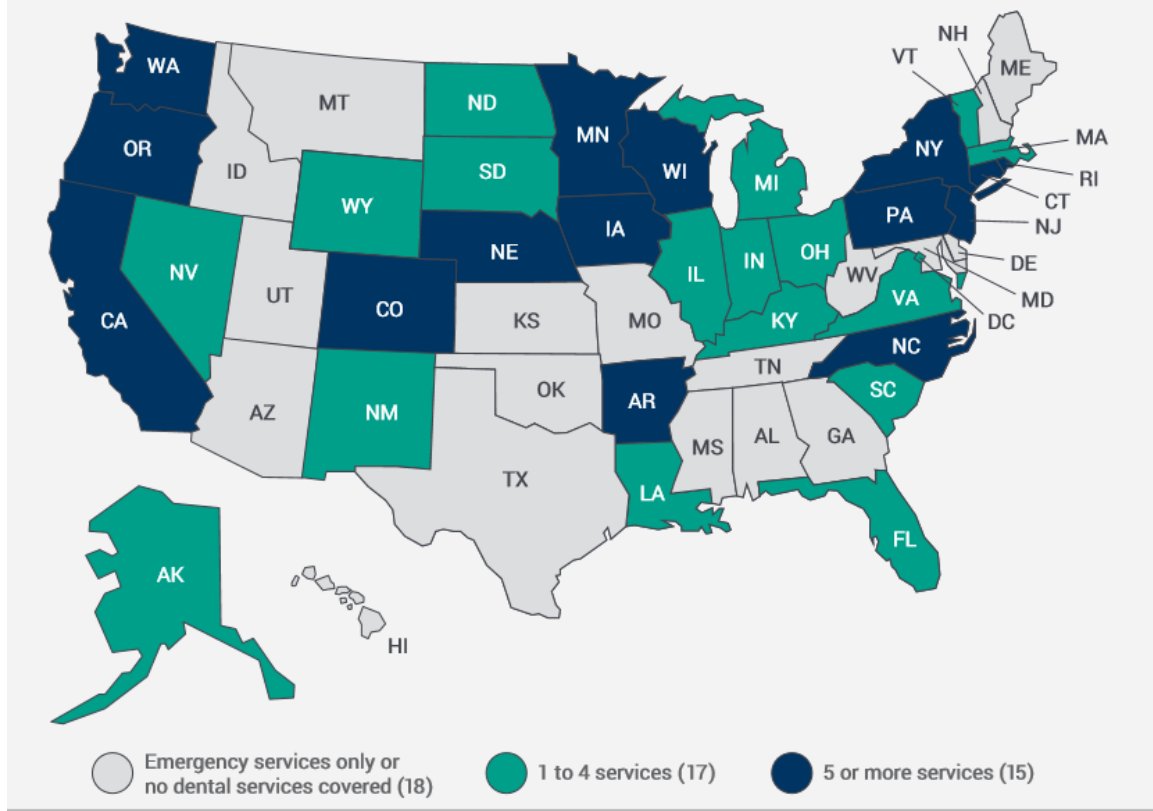 NH
VT
ME
WA
MT
ND
MN
OR
ID
SD
WI
MI
NY
MA
RI
CT
WY
IA
PA
NJ
NE
NV
UT
CO
IL
IN
OH
WV
DE
MD
DC
VA
CA
KS
MO
KY
NC
TN
OK
AR
SC
AZ
NM
MS
AL
GA
TX
LA
FL
AK
HI
Emergency services only or
no dental services covered (18)
1 to 4 services (17)
5 or more services (15)